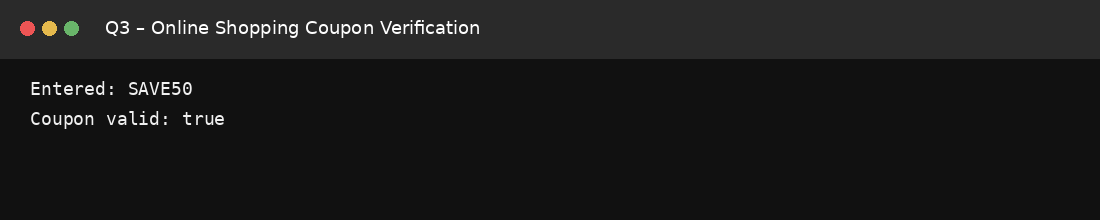 Q3 – Online Shopping Coupon Verification
Entered: SAVE50
Coupon valid: true